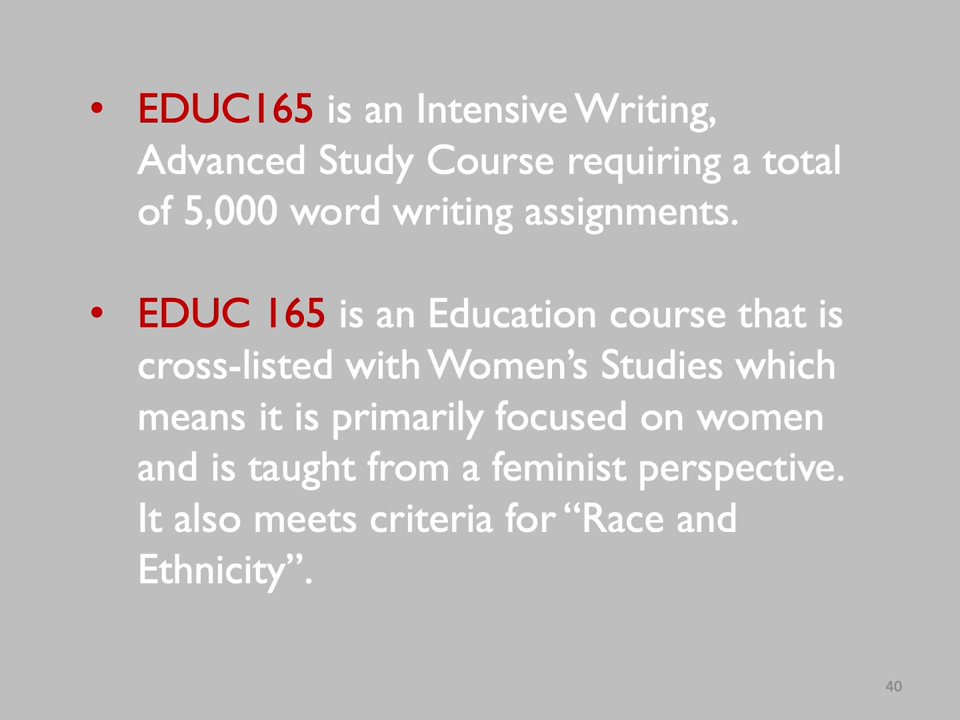 • EDUC165 is an Intensive Writing,
Advanced Study Course requiring a total
of 5,000 word writing assignments.
• EDUC 165 is an Education course that is
cross-listed with Women’s Studies which
means it is primarily focused on women
and is taught from a feminist perspective.
It also meets criteria for “Race and
Ethnicity”.
40